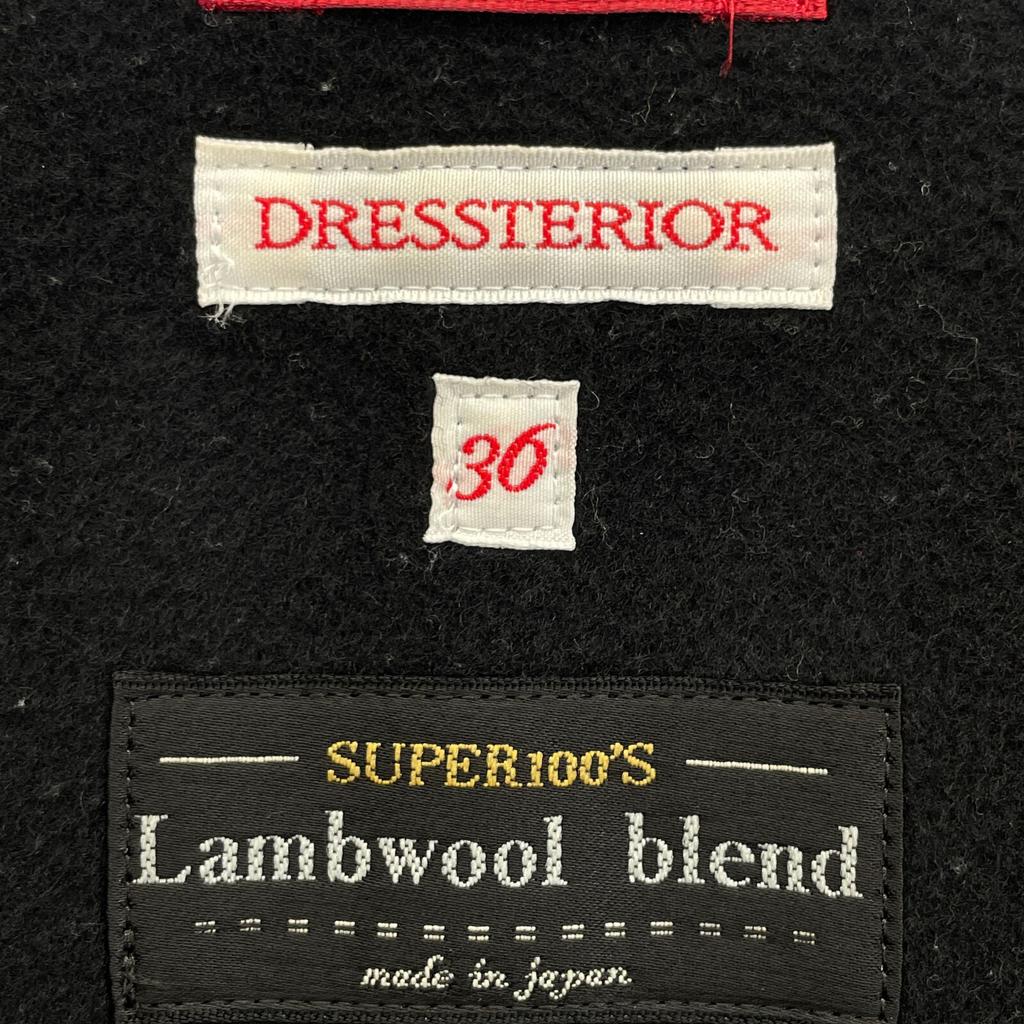 DRESSTERIOR
36
SUPER100'S
Lambwool blend
made in japan